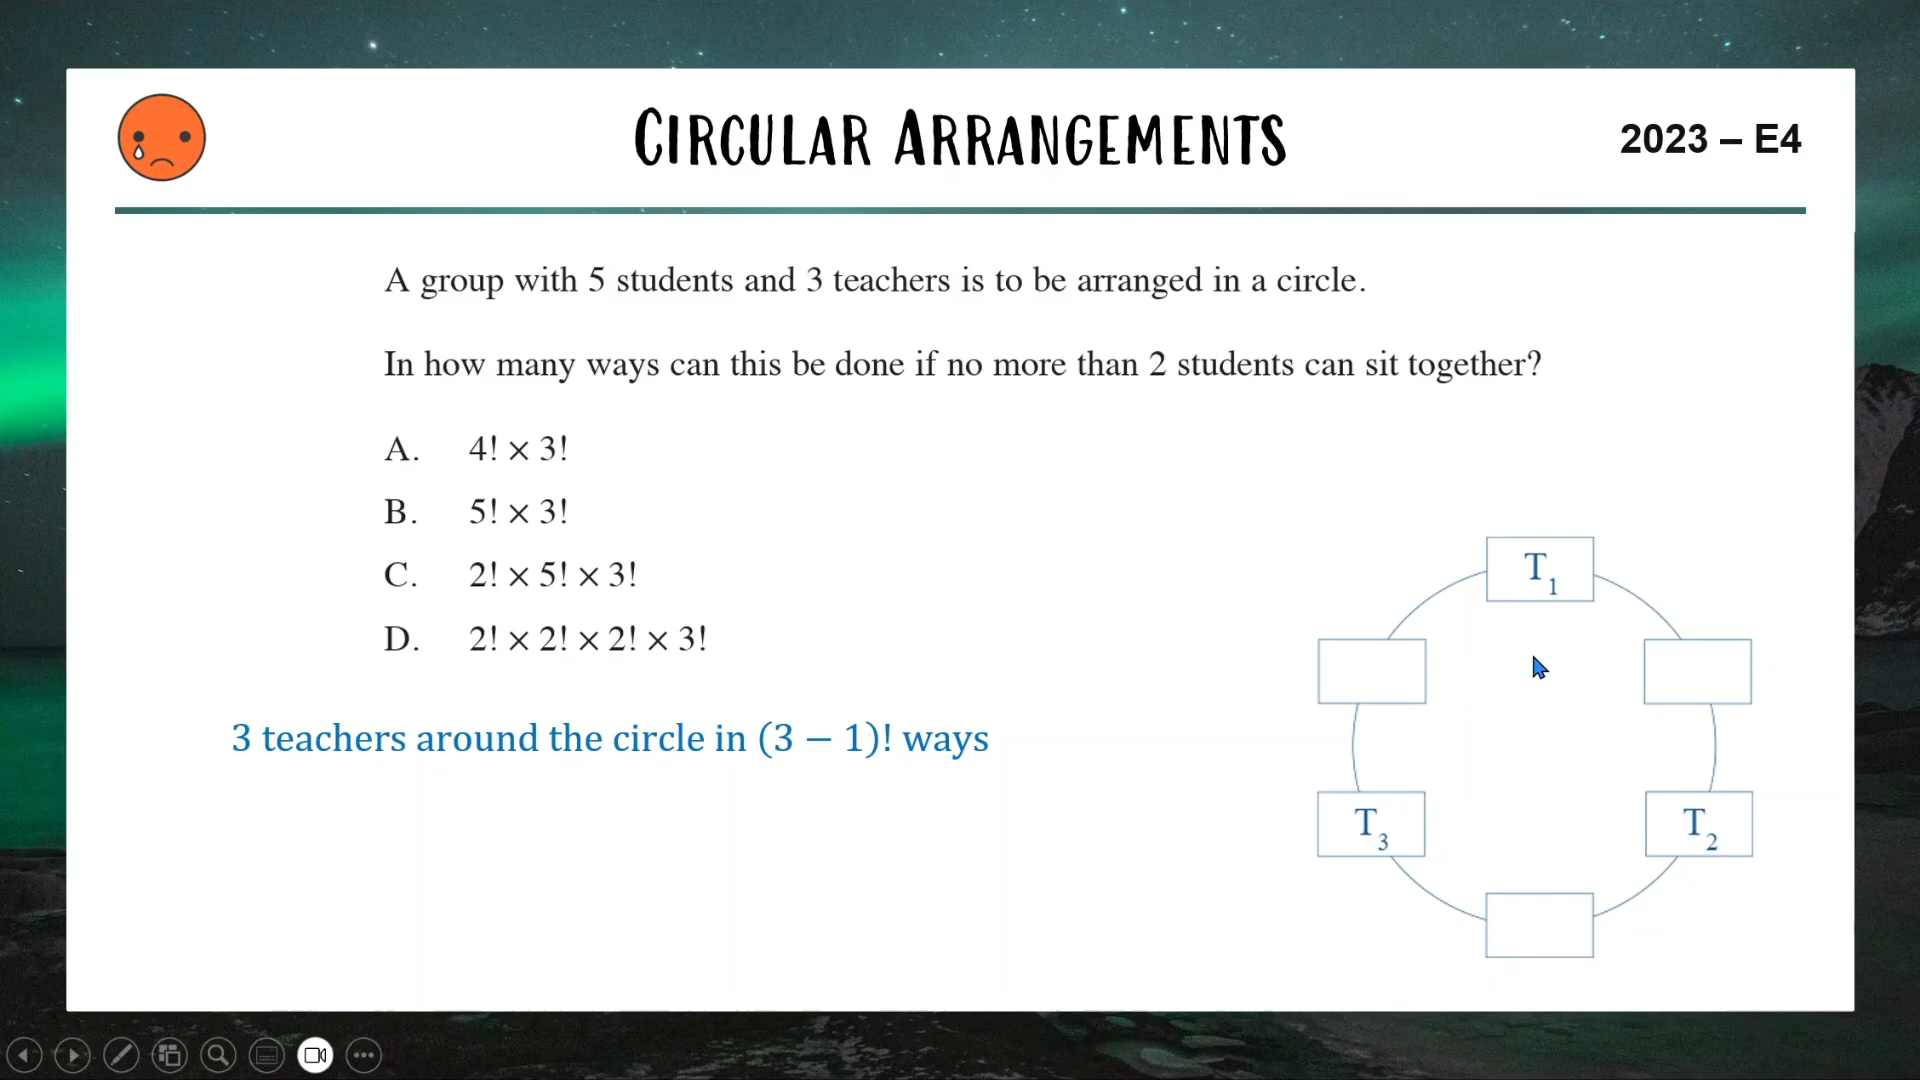 CIRCULAR ARRANGEMENTS
2023 – E4
A group with 5 students and 3 teachers is to be arranged in a circle.
In how many ways can this be done if no more than 2 students can sit together?
A. 4! × 3!
B. 5! × 3!
C. 2! × 5! × 3!
D. 2! × 2! × 2! × 3!
3 teachers around the circle in (3 − 1)! ways
T₁
T₃ T₂